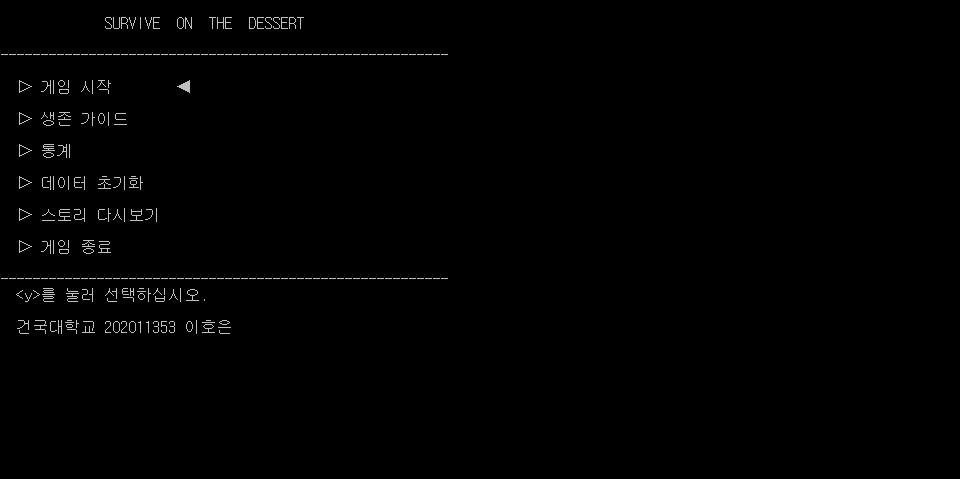 SURVIVE ON THE DESSERT
▷ 게임 시작 ◀
▷ 생존 가이드
▷ 통계
▷ 데이터 초기화
▷ 스토리 다시보기
▷ 게임 종료
<y>를 눌러 선택하십시오.
건국대학교 202011353 이호은